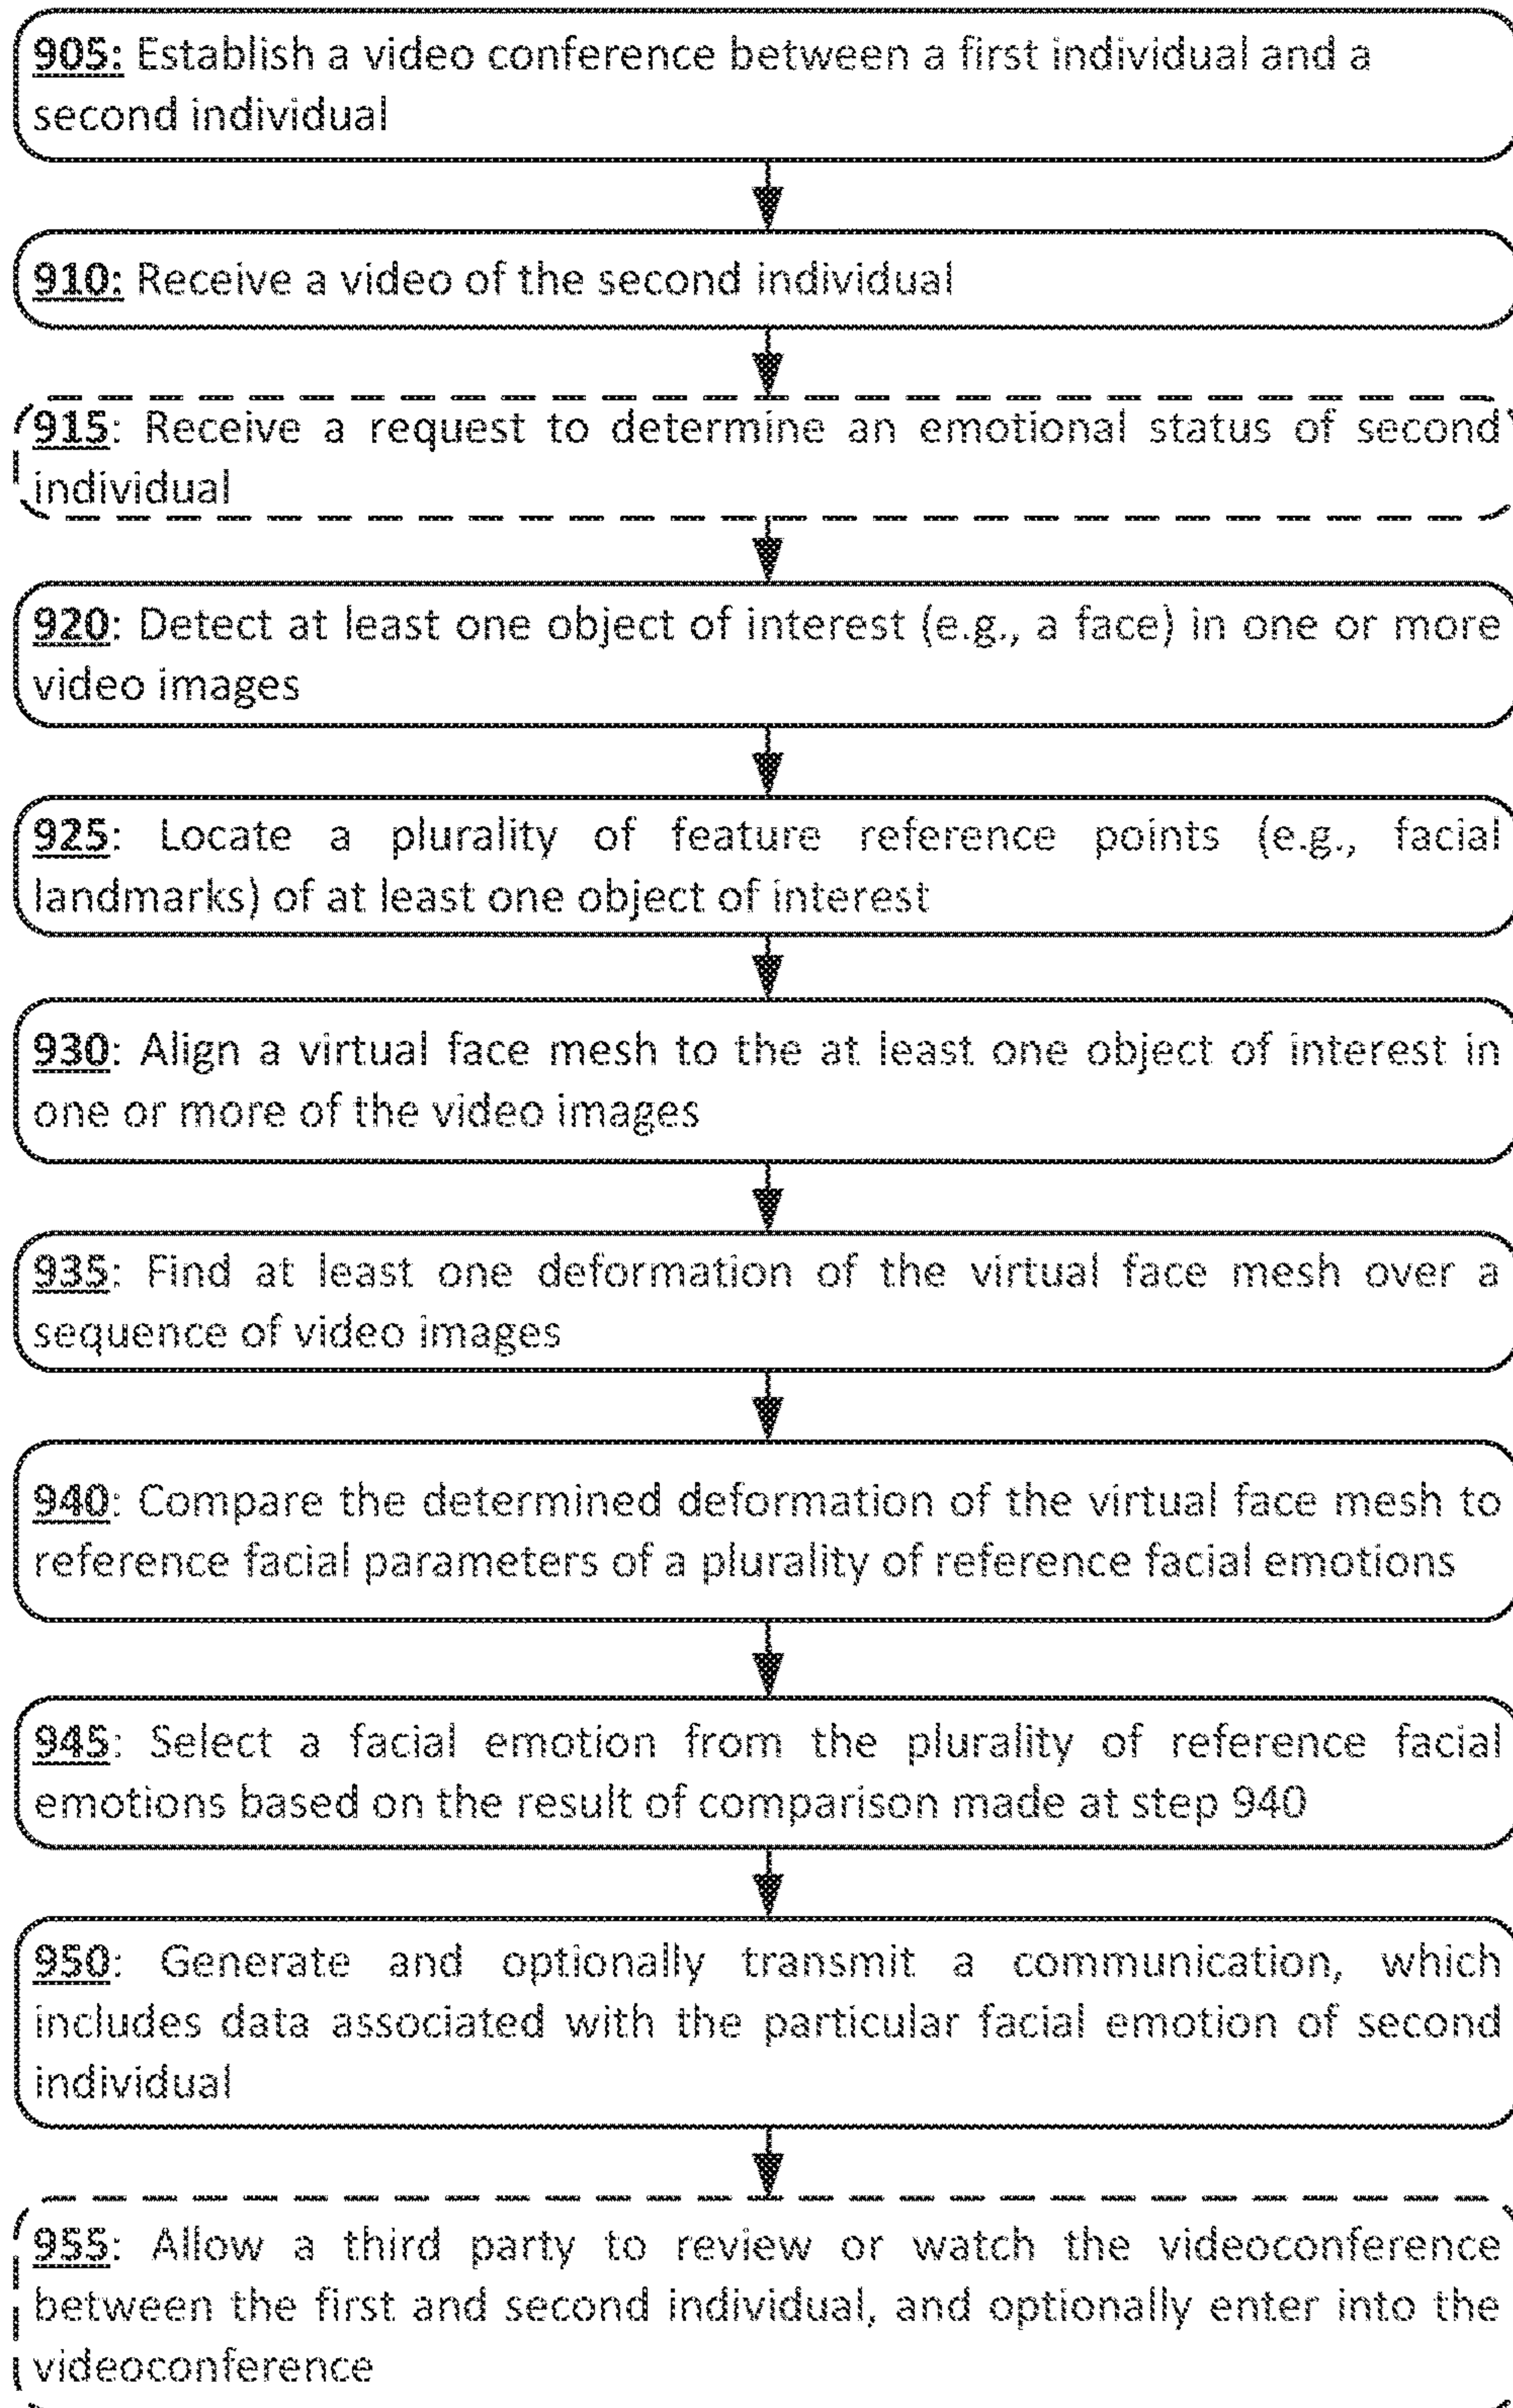 905: Establish a video conference between a first individual and a
second individual
910: Receive a video of the second individual
915: Receive a request to determine an emotional status of second
individual
920: Detect at least one object of interest (e.g., a face) in one or more
video images
925: Locate a plurality of feature reference points (e.g., facial
landmarks) of at least one object of interest
930: Align a virtual face mesh to the at least one object of interest in
one or more of the video images
935: Find at least one deformation of the virtual face mesh over a
sequence of video images
940: Compare the determined deformation of the virtual face mesh to
reference facial parameters of a plurality of reference facial emotions
945: Select a facial emotion from the plurality of reference facial
emotions based on the result of comparison made at step 940
950: Generate and optionally transmit a communication, which
includes data associated with the particular facial emotion of second
individual
955: Allow a third party to review or watch the videoconference
between the first and second individual, and optionally enter into the
videoconference